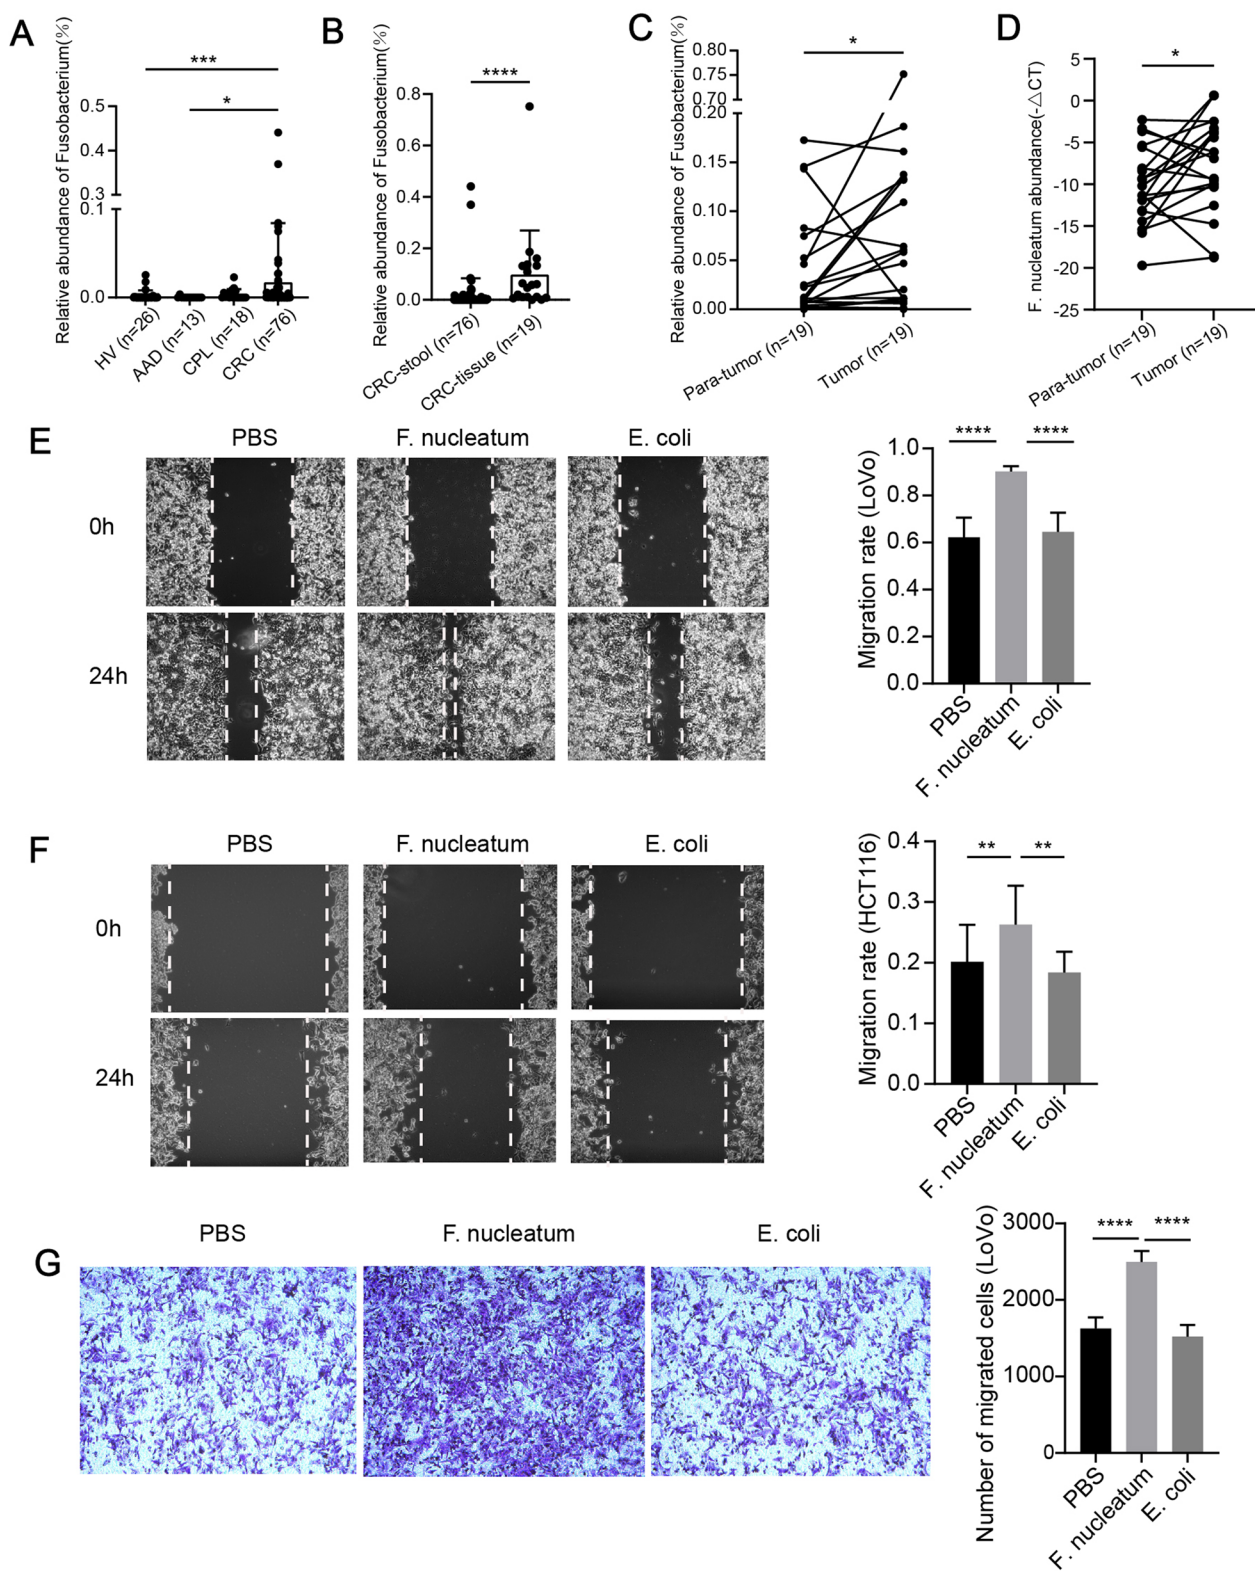 A
Relative abundance of Fusobacterium(%)
***
*
0.5
0.4
0.3
0.1
0.0
HV (n=26)
AAD (n=13)
CPL (n=18)
CRC (n=76)
B
Relative abundance of Fusobacterium(%)
****
0.8
0.6
0.4
0.2
0.0
CRC-stool (n=76)
CRC-tissue (n=19)
C
Relative abundance of Fusobacterium(%)
*
0.80
0.75
0.70
0.20
0.15
0.10
0.05
0.00
Para-tumor (n=19)
Tumor (n=19)
D
F. nucleatum abundance(-△CT)
*
5
0
-5
-10
-15
-20
-25
Para-tumor (n=19)
Tumor (n=19)
E
PBS
F. nucleatum
E. coli
0h
24h
Migration rate (LoVo)
****
****
1.0
0.8
0.6
0.4
0.2
0.0
PBS
F. nucleatum
E. coli
F
PBS
F. nucleatum
E. coli
0h
24h
Migration rate (HCT116)
**
**
0.4
0.3
0.2
0.1
0.0
PBS
F. nucleatum
E. coli
G
PBS
F. nucleatum
E. coli
Number of migrated cells (LoVo)
****
****
3000
2000
1000
0
PBS
F. nucleatum
E. coli